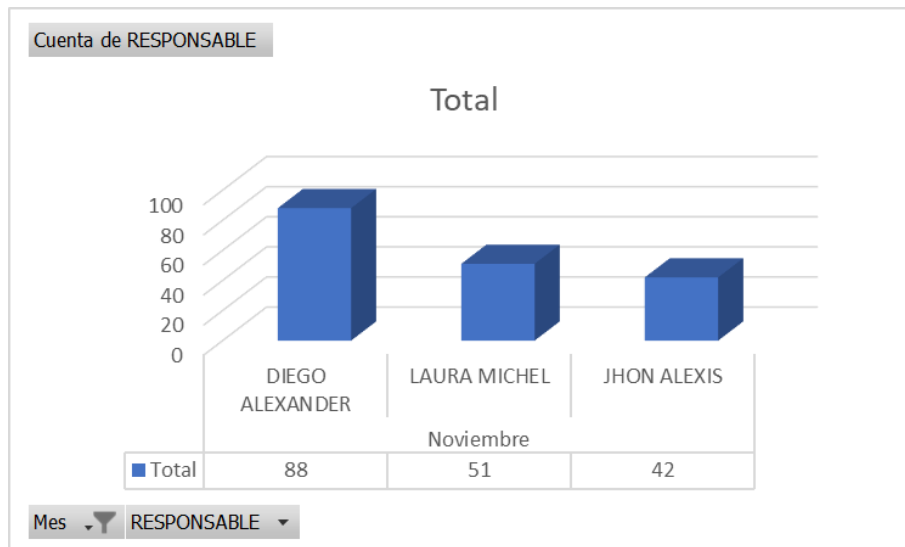 Cuenta de RESPONSABLE
Total
100
80
60
40
20
0
DIEGO ALEXANDER LAURA MICHEL JHON ALEXIS
Noviembre
Total 88 51 42
Mes RESPONSABLE